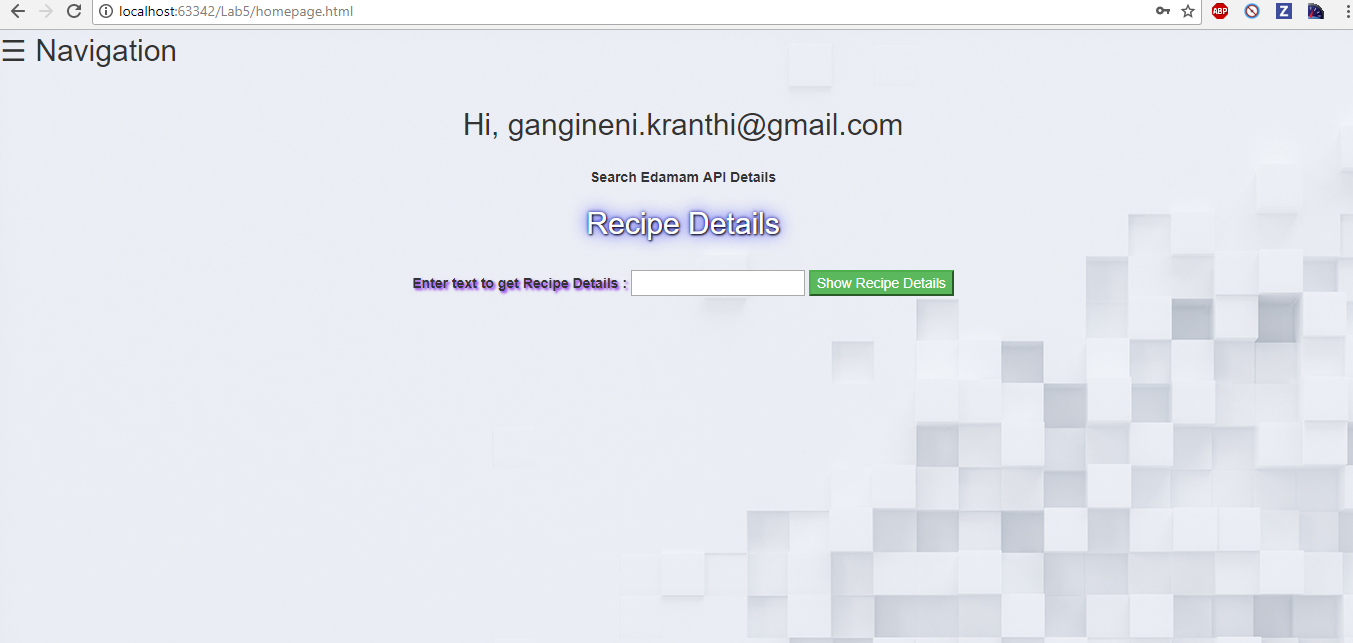 localhost:63342/Lab5/homepage.html
ABP
Z
☰ Navigation
Hi, gangineni.kranthi@gmail.com
Search Edamam API Details
Recipe Details
Enter text to get Recipe Details : Show Recipe Details